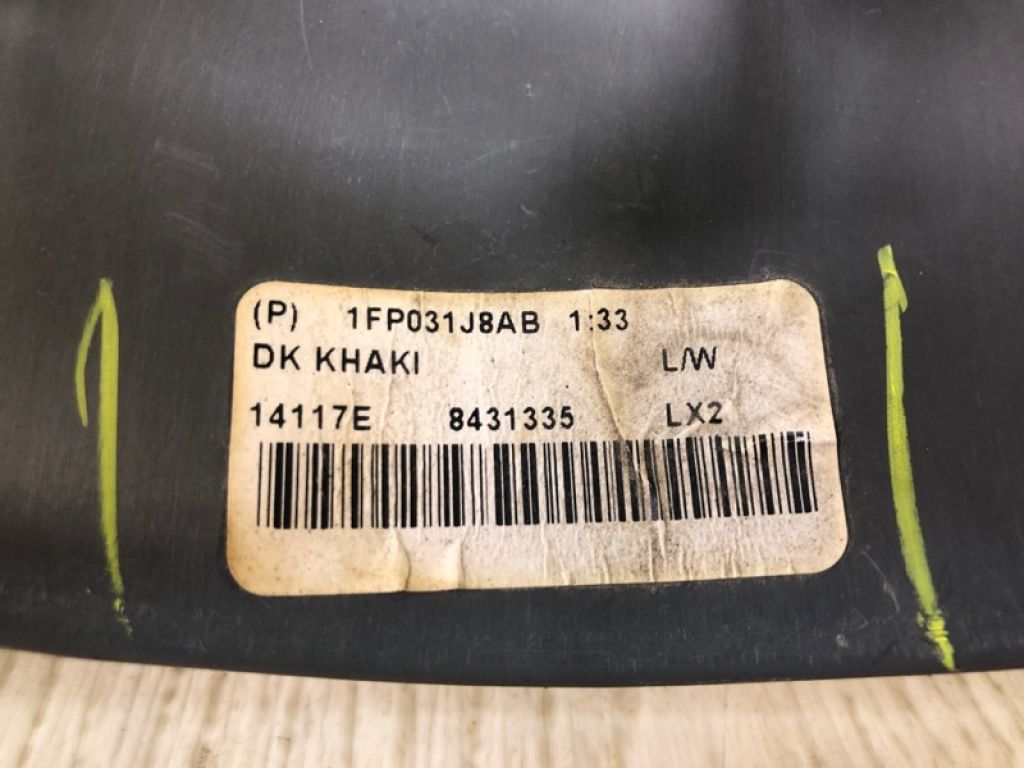 (P) 1FP031J8AB 1:33
DK KHAKI L/W
14117E 8431335 LX2